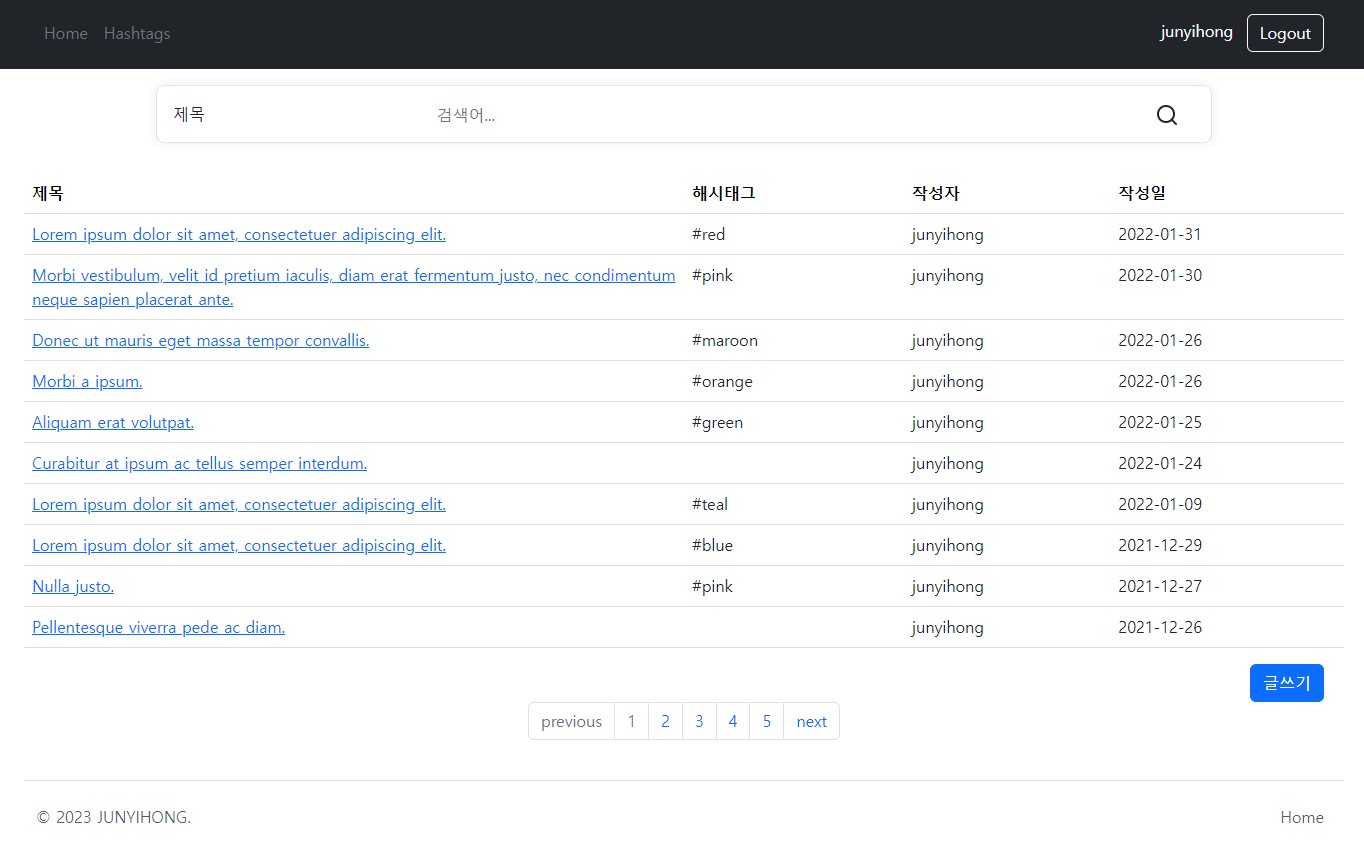 Home Hashtags junyihong Logout
제목 검색어...
제목 해시태그 작성자 작성일
Lorem ipsum dolor sit amet, consectetuer adipiscing elit. #red junyihong 2022-01-31
Morbi vestibulum, velit id pretium iaculis, diam erat fermentum justo, nec condimentum #pink junyihong 2022-01-30
neque sapien placerat ante.
Donec ut mauris eget massa tempor convallis. #maroon junyihong 2022-01-26
Morbi a ipsum. #orange junyihong 2022-01-26
Aliquam erat volutpat. #green junyihong 2022-01-25
Curabitur at ipsum ac tellus semper interdum. junyihong 2022-01-24
Lorem ipsum dolor sit amet, consectetuer adipiscing elit. #teal junyihong 2022-01-09
Lorem ipsum dolor sit amet, consectetuer adipiscing elit. #blue junyihong 2021-12-29
Nulla justo. #pink junyihong 2021-12-27
Pellentesque viverra pede ac diam. junyihong 2021-12-26
글쓰기
previous 1 2 3 4 5 next
© 2023 JUNYIHONG. Home